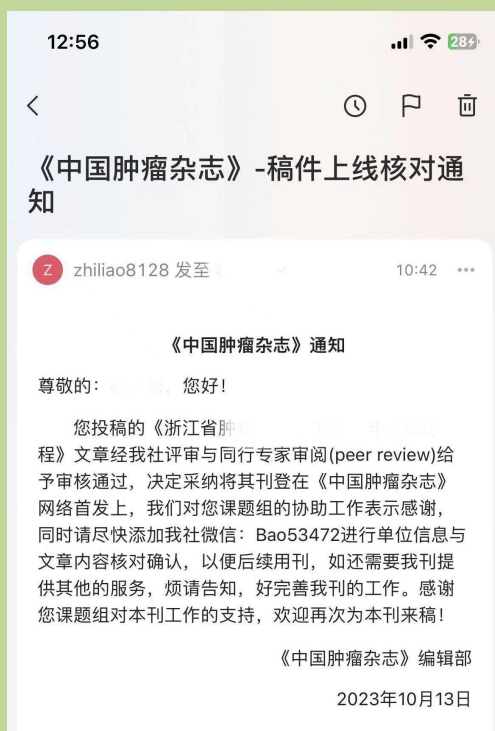 12:56
28
《中国肿瘤杂志》-稿件上线核对通
知
Z zhiliao8128 发至
10:42
《中国肿瘤杂志》通知
尊敬的： 您好！
您投稿的《浙江省肿
程》文章经我社评审与同行专家审阅(peer review)给
予审核通过，决定采纳将其刊登在《中国肿瘤杂志》
网络首发上，我们对您课题组的协助工作表示感谢，
同时请尽快添加我社微信：Bao53472进行单位信息与
文章内容核对确认，以便后续用刊，如还需要我刊提
供其他的服务，烦请告知，好完善我刊的工作。感谢
您课题组对本刊工作的支持，欢迎再次为本刊来稿！
《中国肿瘤杂志》编辑部
2023年10月13日